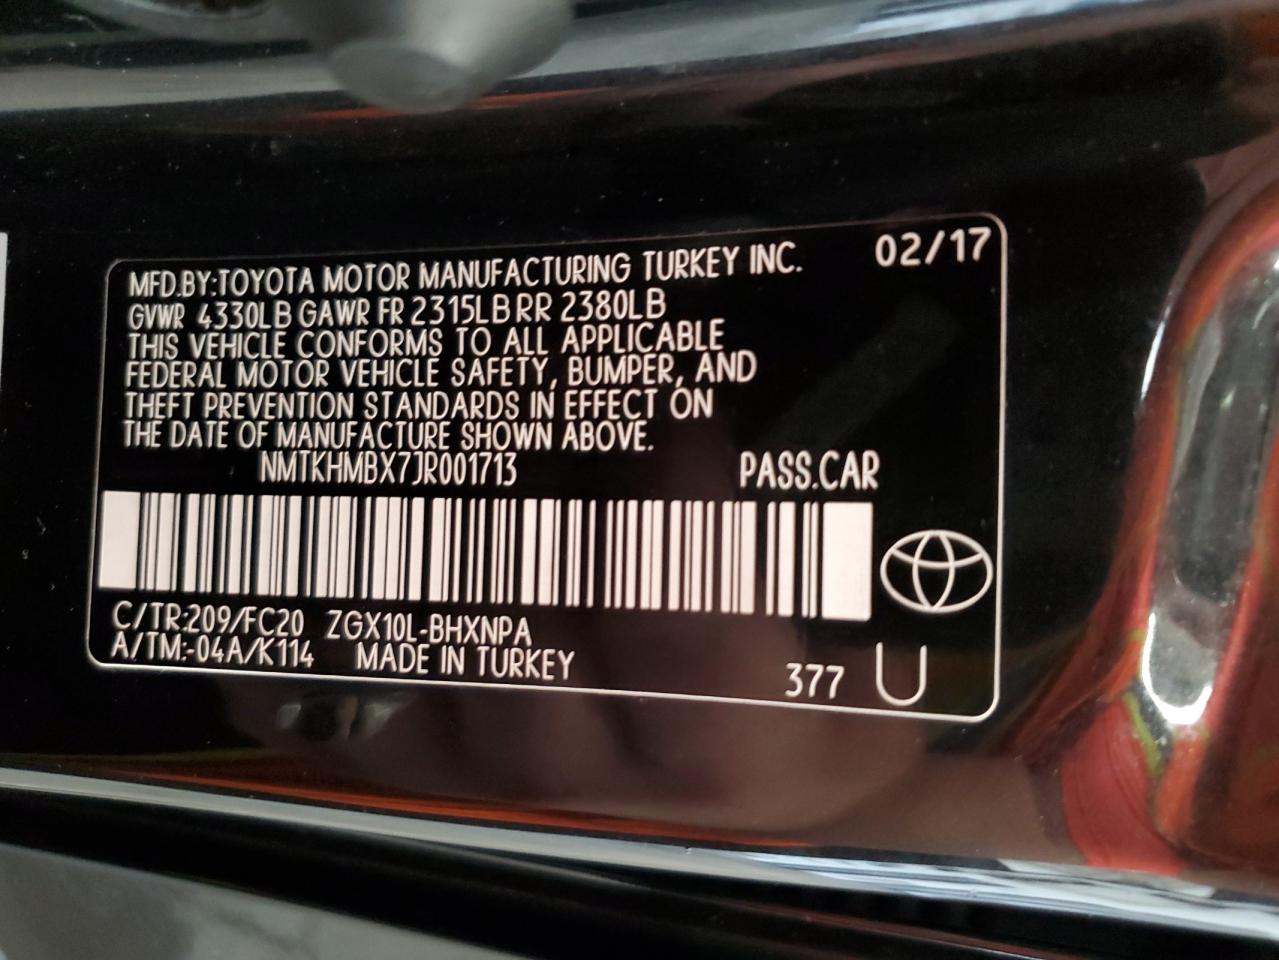 MFD.BY:TOYOTA MOTOR MANUFACTURING TURKEY INC. 02/17
GVWR 4330LB GAWR FR 2315LB RR 2380LB
THIS VEHICLE CONFORMS TO ALL APPLICABLE
FEDERAL MOTOR VEHICLE SAFETY, BUMPER, AND
THEFT PREVENTION STANDARDS IN EFFECT ON
THE DATE OF MANUFACTURE SHOWN ABOVE.
NMTKHMBX7JR001713 PASS.CAR
C/TR:209/FC20 ZGX10L-BHXNPA
A/TM:-04A/K114 MADE IN TURKEY
377 U